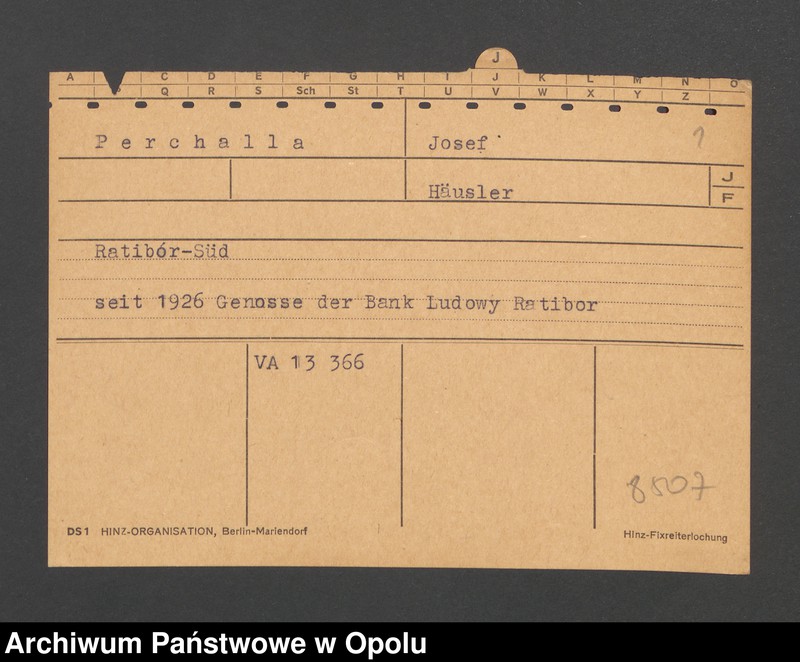 J
A C D E F G H I J K L M N O
P Q R S Sch St T U V W X Y Z
Perchalla Josef 1
Häusler J
F
Ratibór-Süd
seit 1926 Genosse der Bank Ludowy Ratibor
VA 13 366
8507
DS1 HINZ-ORGANISATION, Berlin-Mariendorf Hinz-Fixreiterlochung
Archiwum Państwowe w Opolu